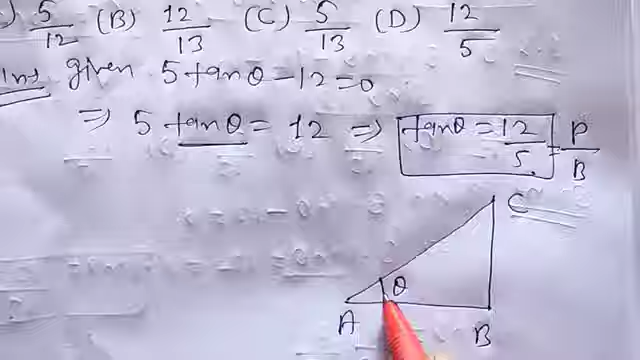 ) 5/12 (B) 12/13 (C) 5/13 (D) 12/5
Ans given 5 tanθ - 12 = 0
⇒ 5 tanθ = 12 ⇒ tanθ = 12/5 = P/B
C
θ
A B